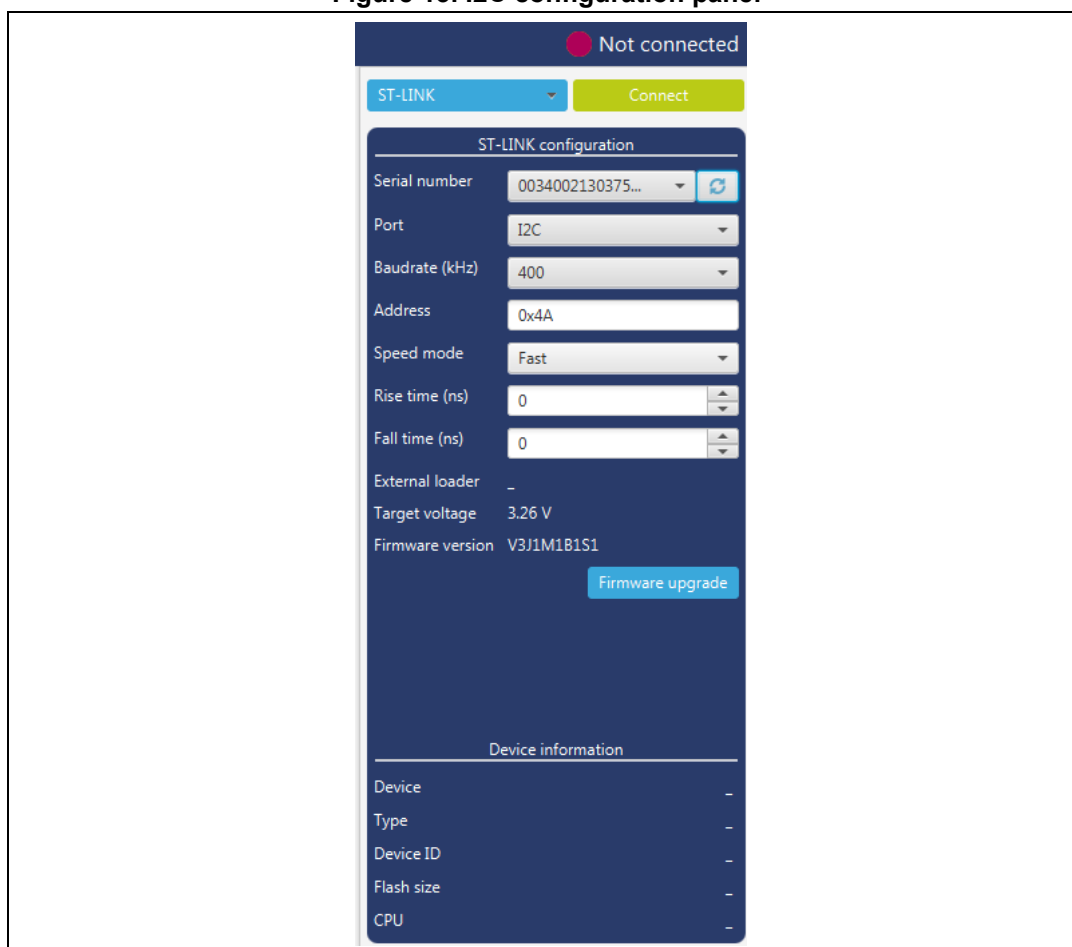 Not connected
ST-LINK Connect
ST-LINK configuration
Serial number 0034002130375...
Port I2C
Baudrate (kHz) 400
Address 0x4A
Speed mode Fast
Rise time (ns) 0
Fall time (ns) 0
External loader _
Target voltage 3.26 V
Firmware version V3J1M1B1S1
Firmware upgrade
Device information
Device _
Type _
Device ID _
Flash size _
CPU _